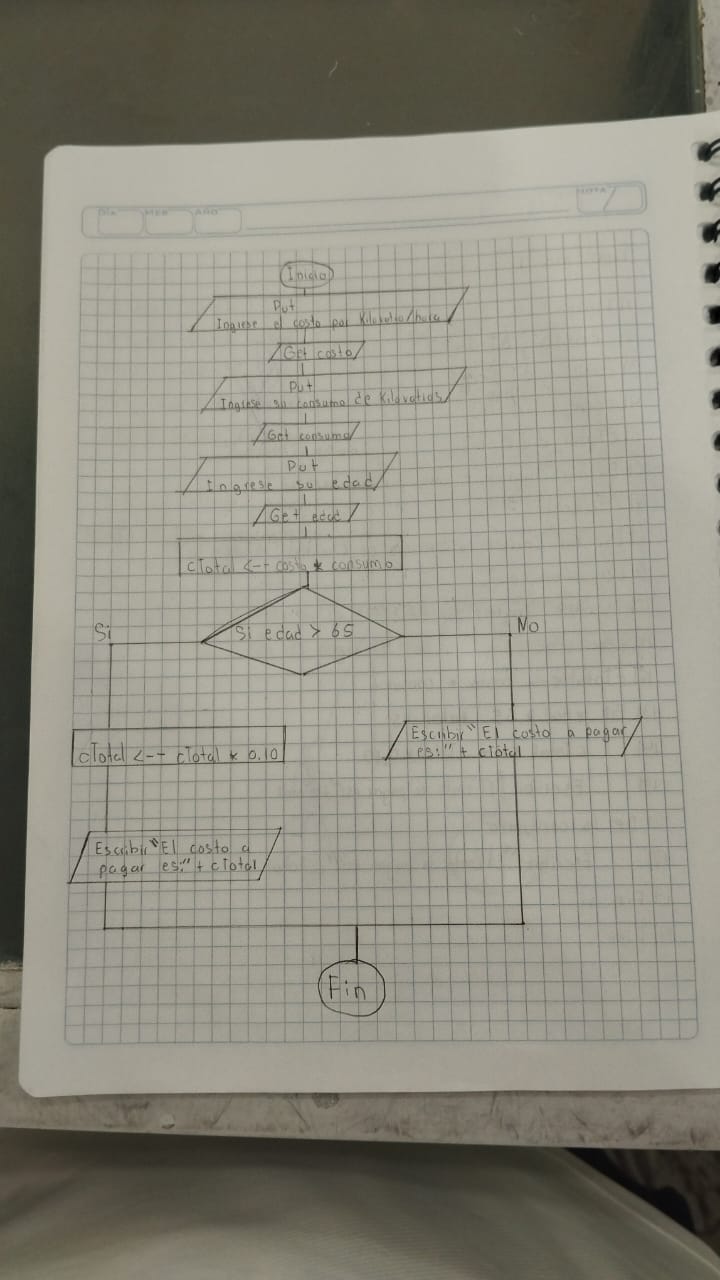 DÍA MES AÑO NOTA
Inicio
Put
Ingrese el costo por Kilovatio/hora
Get costo
Put
Ingrese su consumo de Kilovatios
Get consumo
Put
Ingrese su edad
Get edad
cTotal <-- costo * consumo
Si edad > 65
Si
No
cTotal <-- cTotal * 0.10
Escribir "El costo a pagar
es:" + cTotal
Escribir "El costo a
pagar es:" + cTotal
Fin